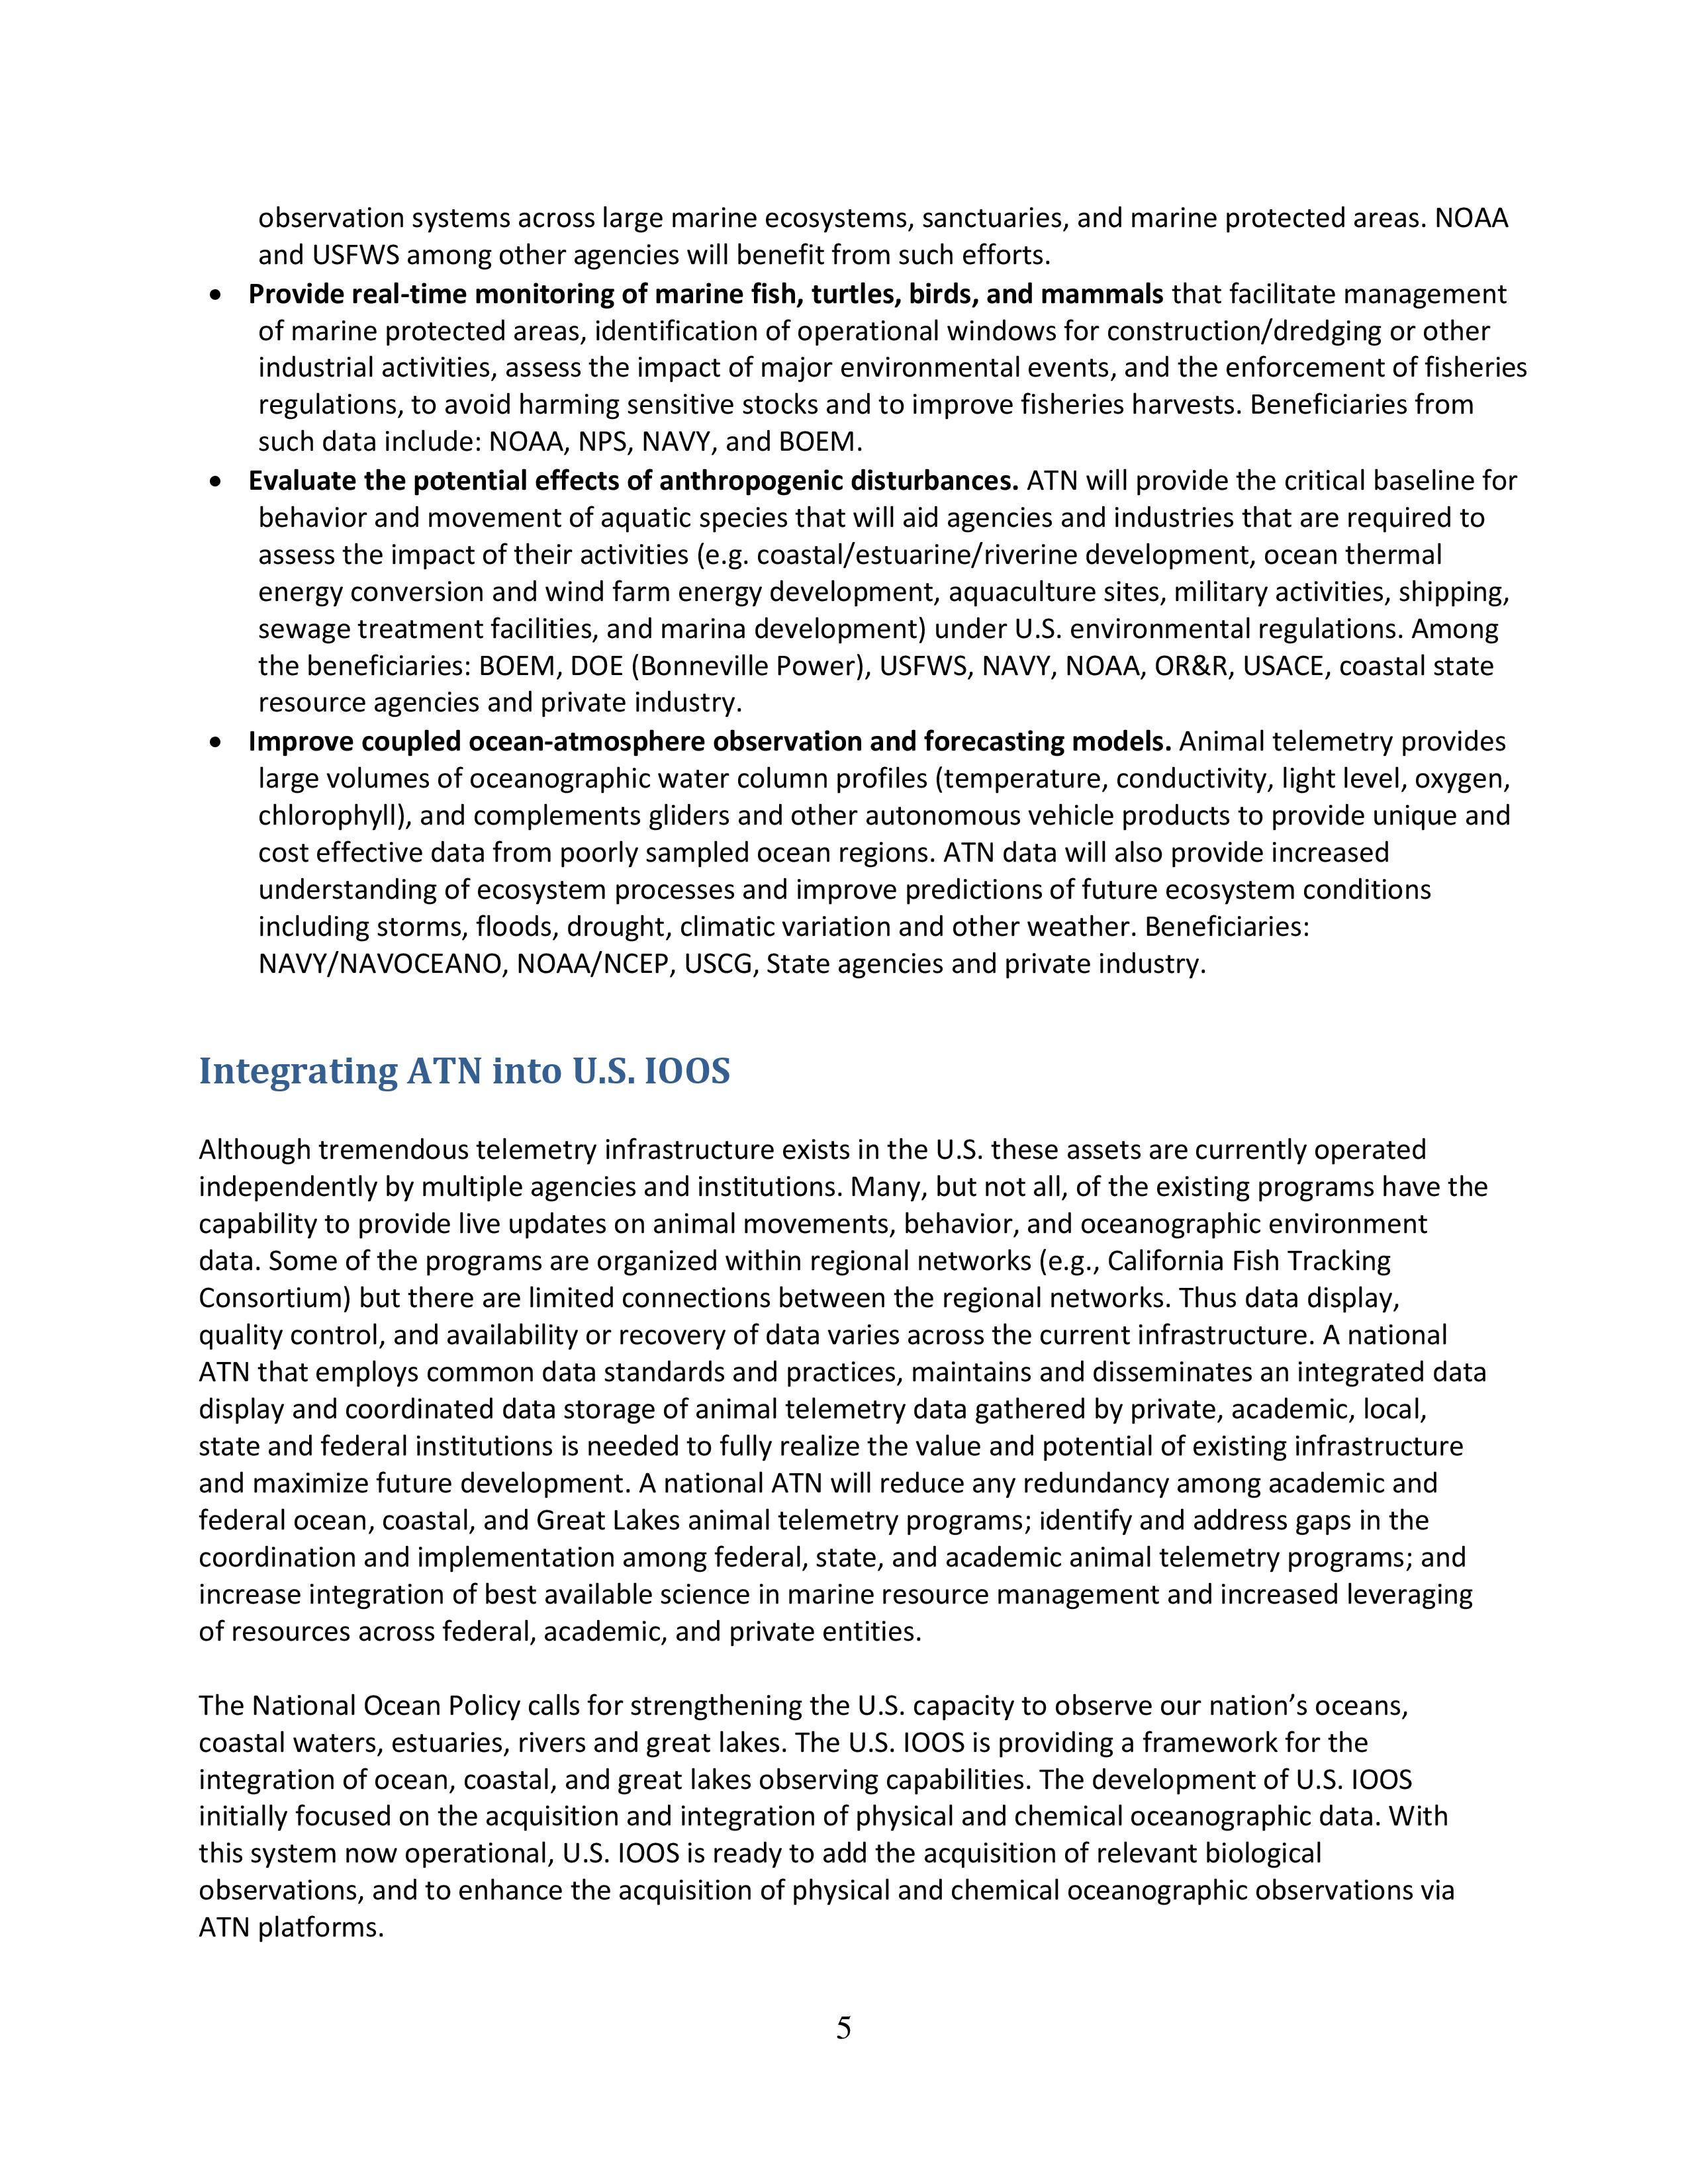 observation systems across large marine ecosystems, sanctuaries, and marine protected areas. NOAA
and USFWS among other agencies will benefit from such efforts.
• Provide real-time monitoring of marine fish, turtles, birds, and mammals that facilitate management
of marine protected areas, identification of operational windows for construction/dredging or other
industrial activities, assess the impact of major environmental events, and the enforcement of fisheries
regulations, to avoid harming sensitive stocks and to improve fisheries harvests. Beneficiaries from
such data include: NOAA, NPS, NAVY, and BOEM.
• Evaluate the potential effects of anthropogenic disturbances. ATN will provide the critical baseline for
behavior and movement of aquatic species that will aid agencies and industries that are required to
assess the impact of their activities (e.g. coastal/estuarine/riverine development, ocean thermal
energy conversion and wind farm energy development, aquaculture sites, military activities, shipping,
sewage treatment facilities, and marina development) under U.S. environmental regulations. Among
the beneficiaries: BOEM, DOE (Bonneville Power), USFWS, NAVY, NOAA, OR&R, USACE, coastal state
resource agencies and private industry.
• Improve coupled ocean-atmosphere observation and forecasting models. Animal telemetry provides
large volumes of oceanographic water column profiles (temperature, conductivity, light level, oxygen,
chlorophyll), and complements gliders and other autonomous vehicle products to provide unique and
cost effective data from poorly sampled ocean regions. ATN data will also provide increased
understanding of ecosystem processes and improve predictions of future ecosystem conditions
including storms, floods, drought, climatic variation and other weather. Beneficiaries:
NAVY/NAVOCEANO, NOAA/NCEP, USCG, State agencies and private industry.
Integrating ATN into U.S. IOOS
Although tremendous telemetry infrastructure exists in the U.S. these assets are currently operated
independently by multiple agencies and institutions. Many, but not all, of the existing programs have the
capability to provide live updates on animal movements, behavior, and oceanographic environment
data. Some of the programs are organized within regional networks (e.g., California Fish Tracking
Consortium) but there are limited connections between the regional networks. Thus data display,
quality control, and availability or recovery of data varies across the current infrastructure. A national
ATN that employs common data standards and practices, maintains and disseminates an integrated data
display and coordinated data storage of animal telemetry data gathered by private, academic, local,
state and federal institutions is needed to fully realize the value and potential of existing infrastructure
and maximize future development. A national ATN will reduce any redundancy among academic and
federal ocean, coastal, and Great Lakes animal telemetry programs; identify and address gaps in the
coordination and implementation among federal, state, and academic animal telemetry programs; and
increase integration of best available science in marine resource management and increased leveraging
of resources across federal, academic, and private entities.
The National Ocean Policy calls for strengthening the U.S. capacity to observe our nation’s oceans,
coastal waters, estuaries, rivers and great lakes. The U.S. IOOS is providing a framework for the
integration of ocean, coastal, and great lakes observing capabilities. The development of U.S. IOOS
initially focused on the acquisition and integration of physical and chemical oceanographic data. With
this system now operational, U.S. IOOS is ready to add the acquisition of relevant biological
observations, and to enhance the acquisition of physical and chemical oceanographic observations via
ATN platforms.
5